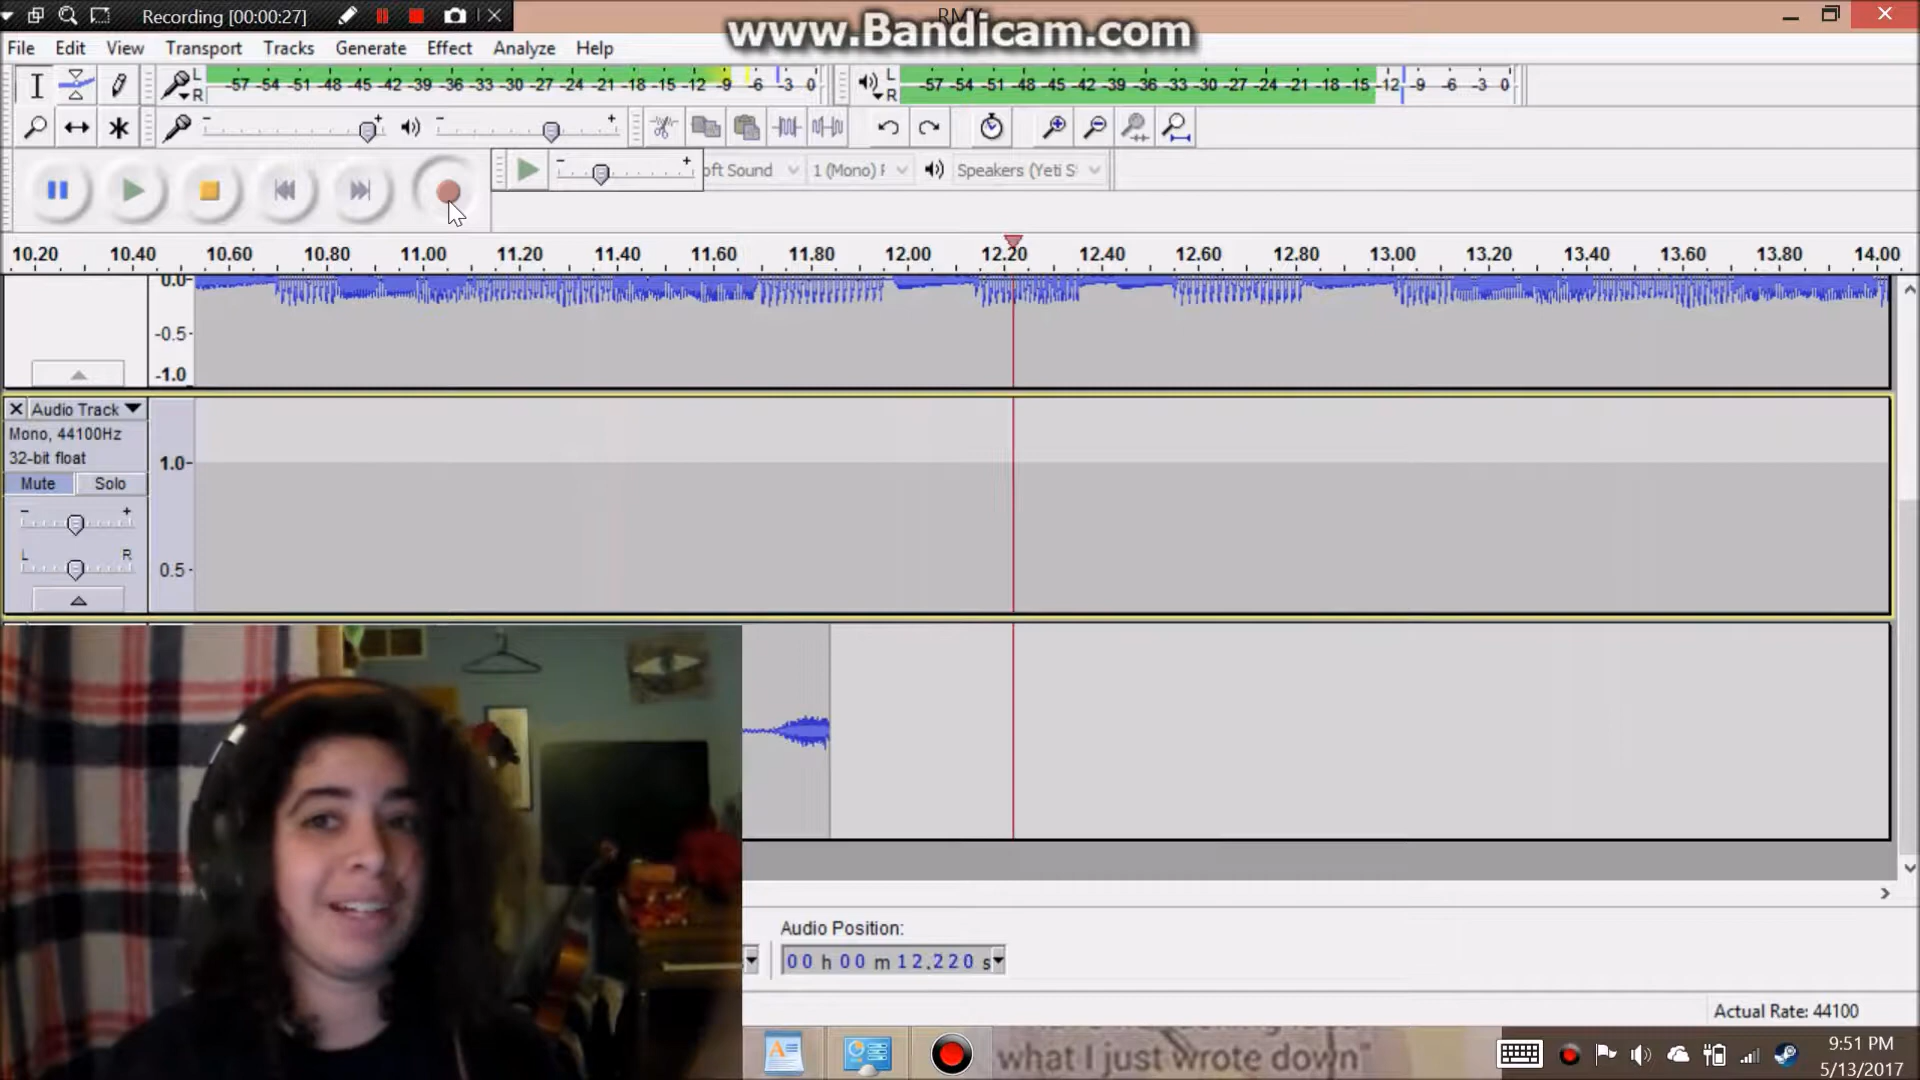 Recording [00:00:27]
www.Bandicam.com
File Edit View Transport Tracks Generate Effect Analyze Help
L
R
-57 -54 -51 -48 -45 -42 -39 -36 -33 -30 -27 -24 -21 -18 -15 -12 -9 -6 -3 0
L
R
-57 -54 -51 -48 -45 -42 -39 -36 -33 -30 -27 -24 -21 -18 -15 -12 -9 -6 -3 0
- +
- +
- +
oft Sound
1 (Mono) F
Speakers (Yeti S
10.20 10.40 10.60 10.80 11.00 11.20 11.40 11.60 11.80 12.00 12.20 12.40 12.60 12.80 13.00 13.20 13.40 13.60 13.80 14.00
0.0-
-0.5-
-1.0
Audio Track
Mono, 44100Hz
32-bit float
1.0-
Mute Solo
- +
L R
0.5-
Audio Position:
00 h 00 m 12.220 s
Actual Rate: 44100
what I just wrote down"
9:51 PM
5/13/2017